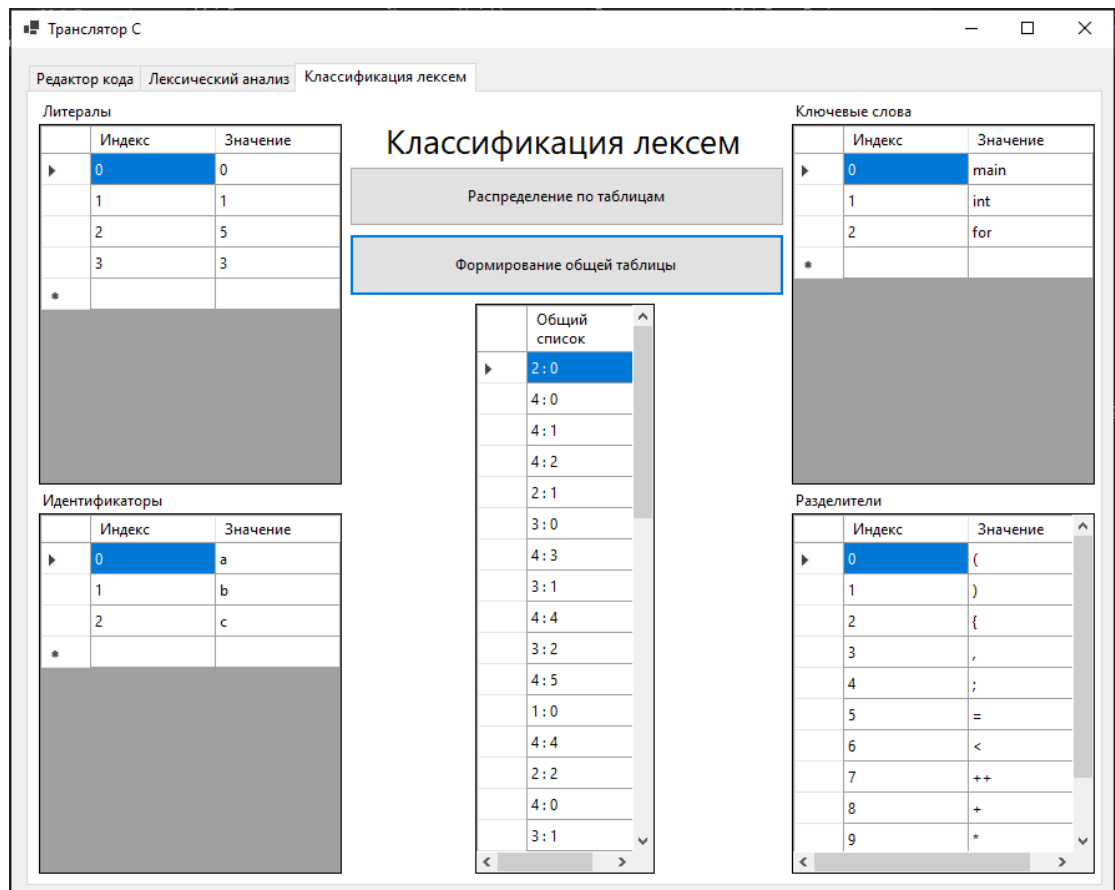 Транслятор C
Редактор кода Лексический анализ Классификация лексем
Литералы
Индекс Значение
0 0
1 1
2 5
3 3
Классификация лексем
Распределение по таблицам
Формирование общей таблицы
Общий
список
2 : 0
4 : 0
4 : 1
4 : 2
2 : 1
3 : 0
4 : 3
3 : 1
4 : 4
3 : 2
4 : 5
1 : 0
4 : 4
2 : 2
4 : 0
3 : 1
Ключевые слова
Индекс Значение
0 main
1 int
2 for
Идентификаторы
Индекс Значение
0 a
1 b
2 c
Разделители
Индекс Значение
0 (
1 )
2 {
3 ,
4 ;
5 =
6 <
7 ++
8 +
9 *